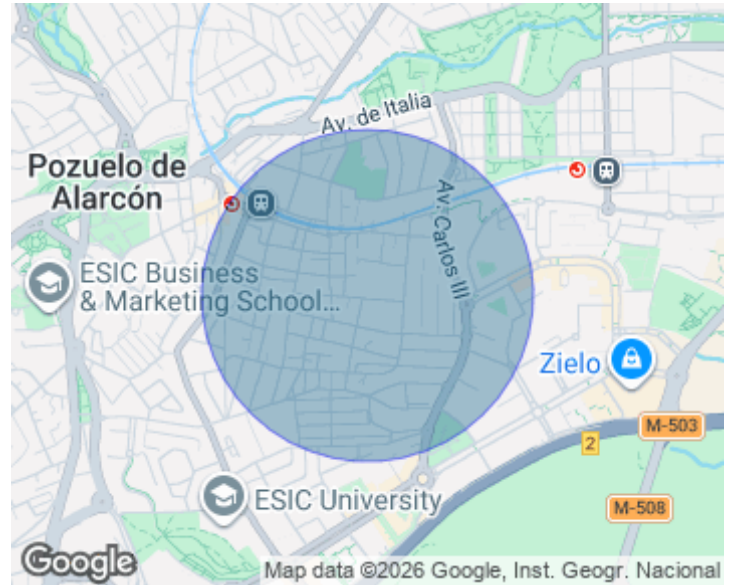 Av. de Italia
Pozuelo de
Alarcón
Av. Carlos III
ESIC Business
& Marketing School...
Zielo
M-503
2
M-508
ESIC University
Google
Map data ©2026 Google, Inst. Geogr. Nacional